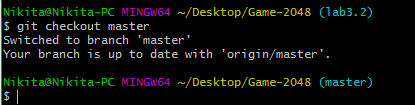 Nikita@Nikita-PC MINGW64 ~/Desktop/Game-2048 (lab3.2)
$ git checkout master
Switched to branch 'master'
Your branch is up to date with 'origin/master'.
Nikita@Nikita-PC MINGW64 ~/Desktop/Game-2048 (master)
$